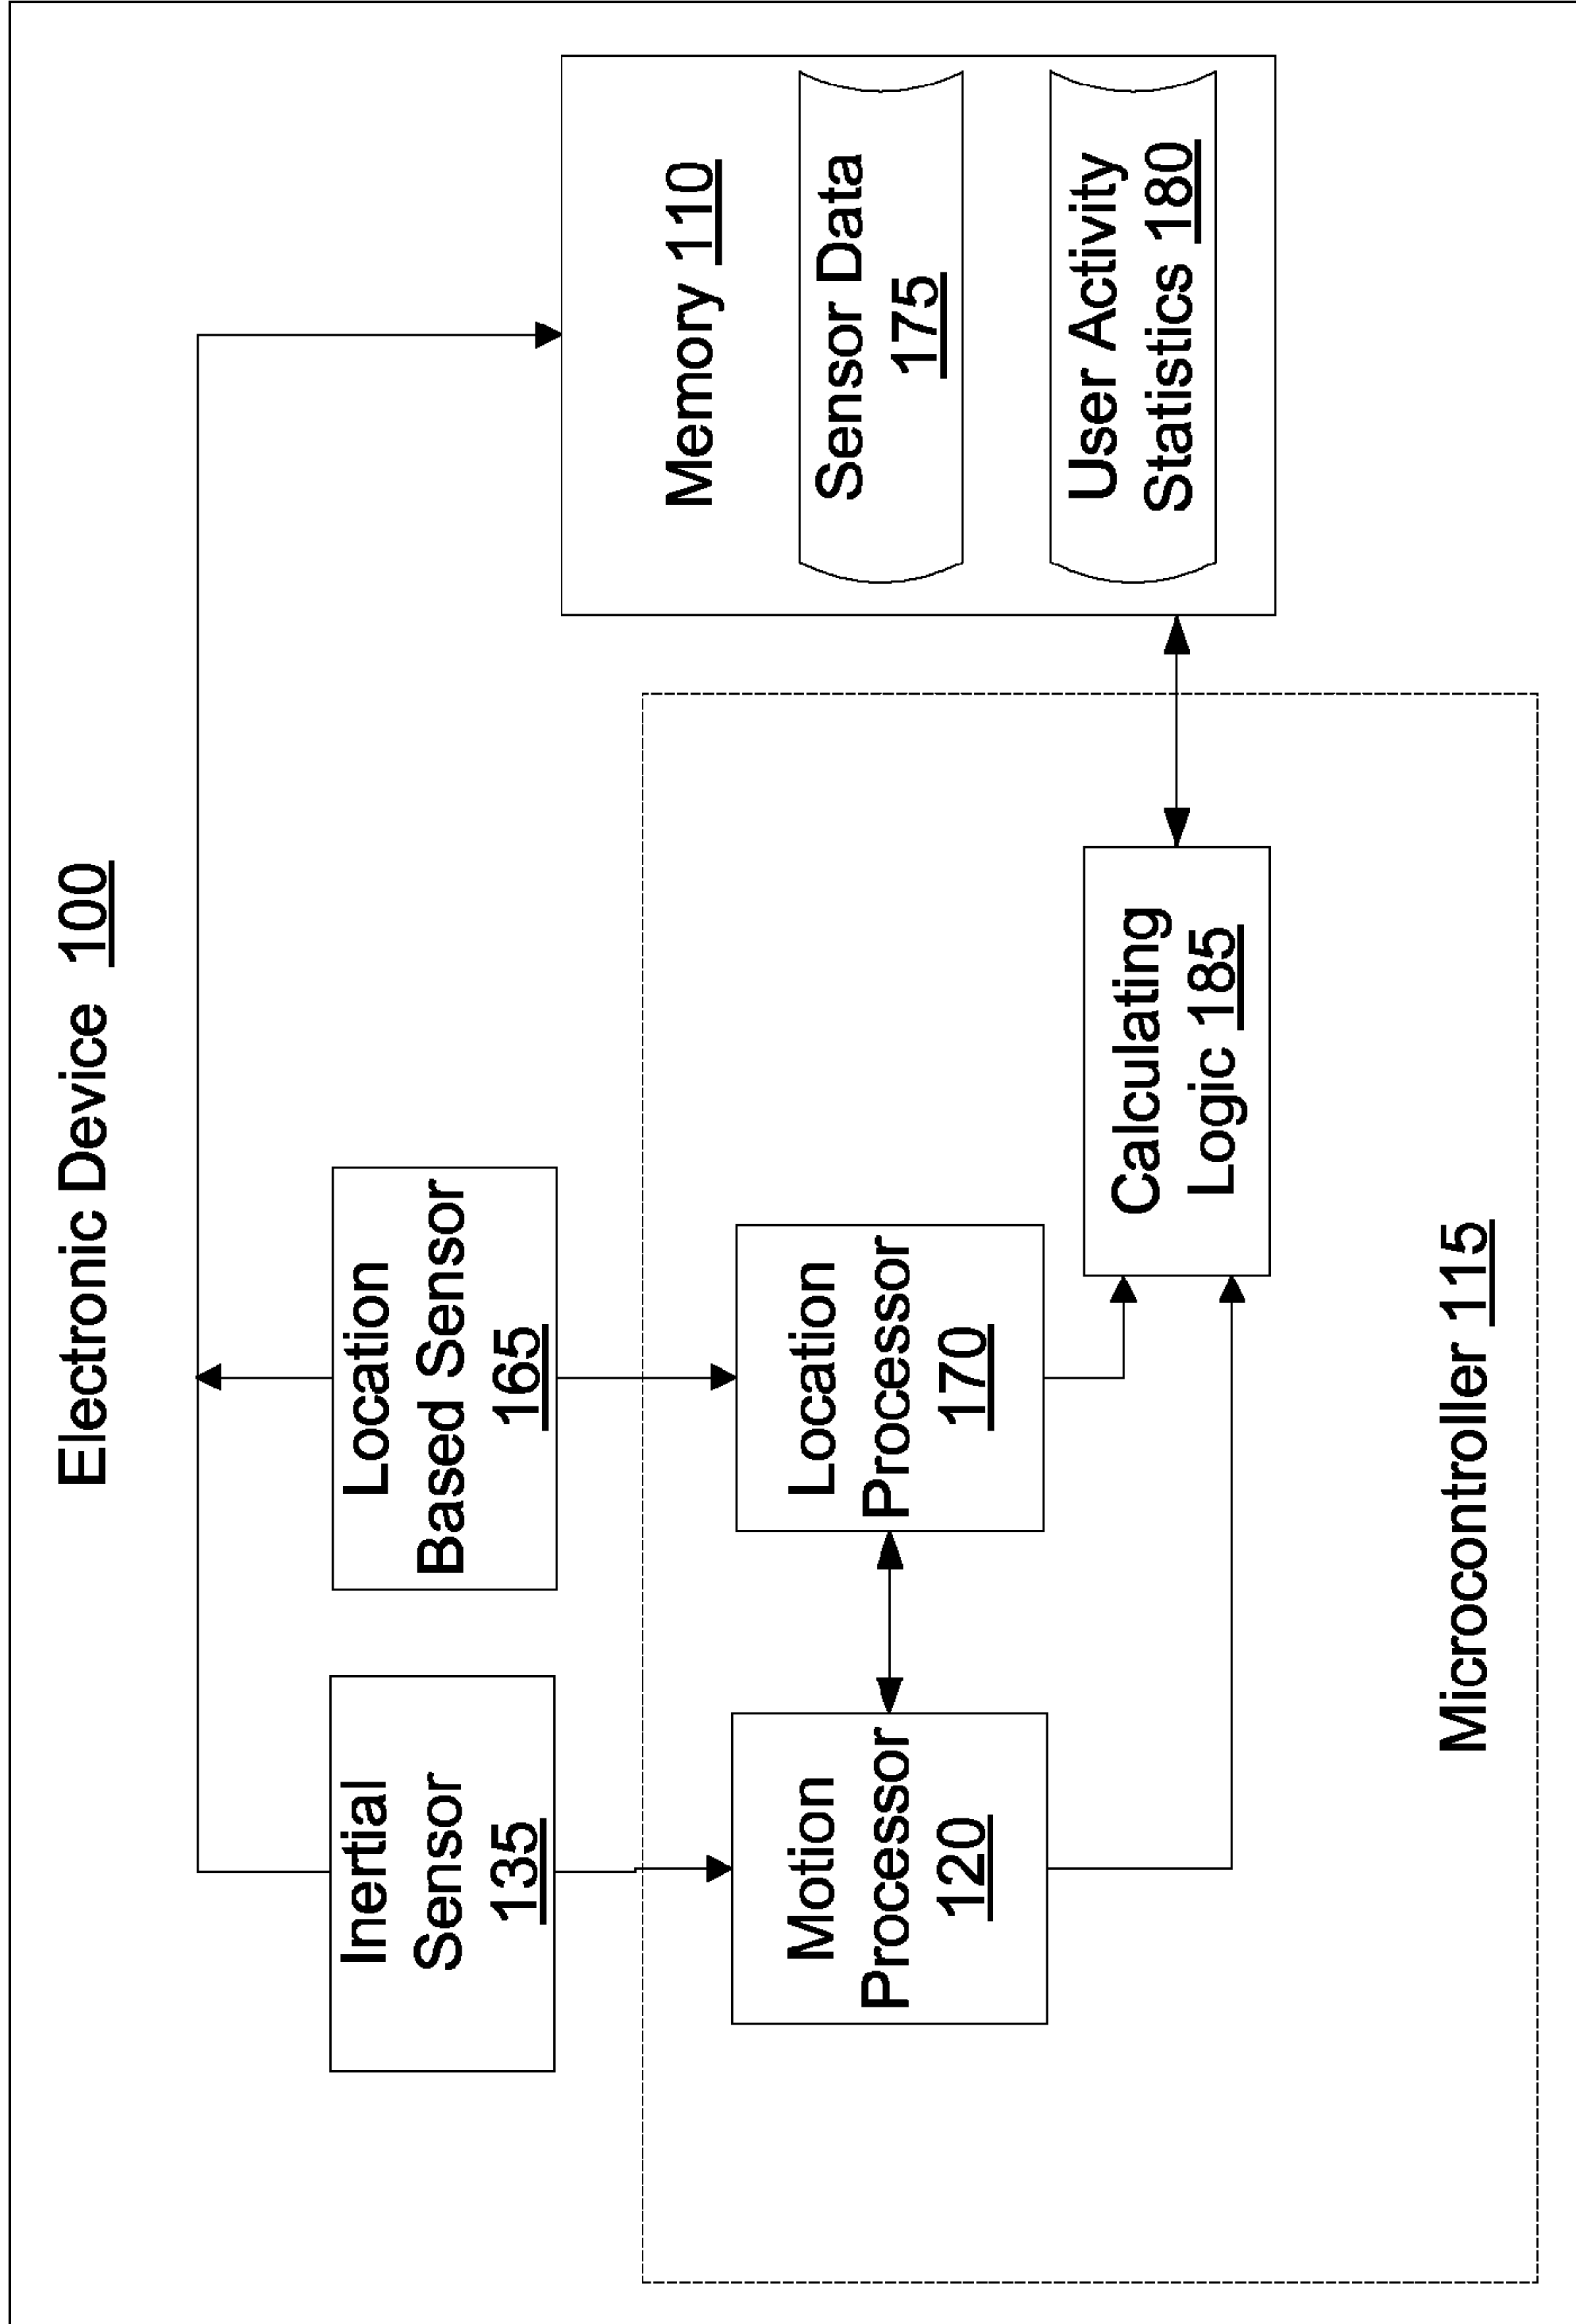 Electronic Device 100
Inertial
Sensor
135
Location
Based Sensor
165
Memory 110
Sensor Data
175
User Activity
Statistics 180
Motion
Processor
120
Location
Processor
170
Calculating
Logic 185
Microcontroller 115